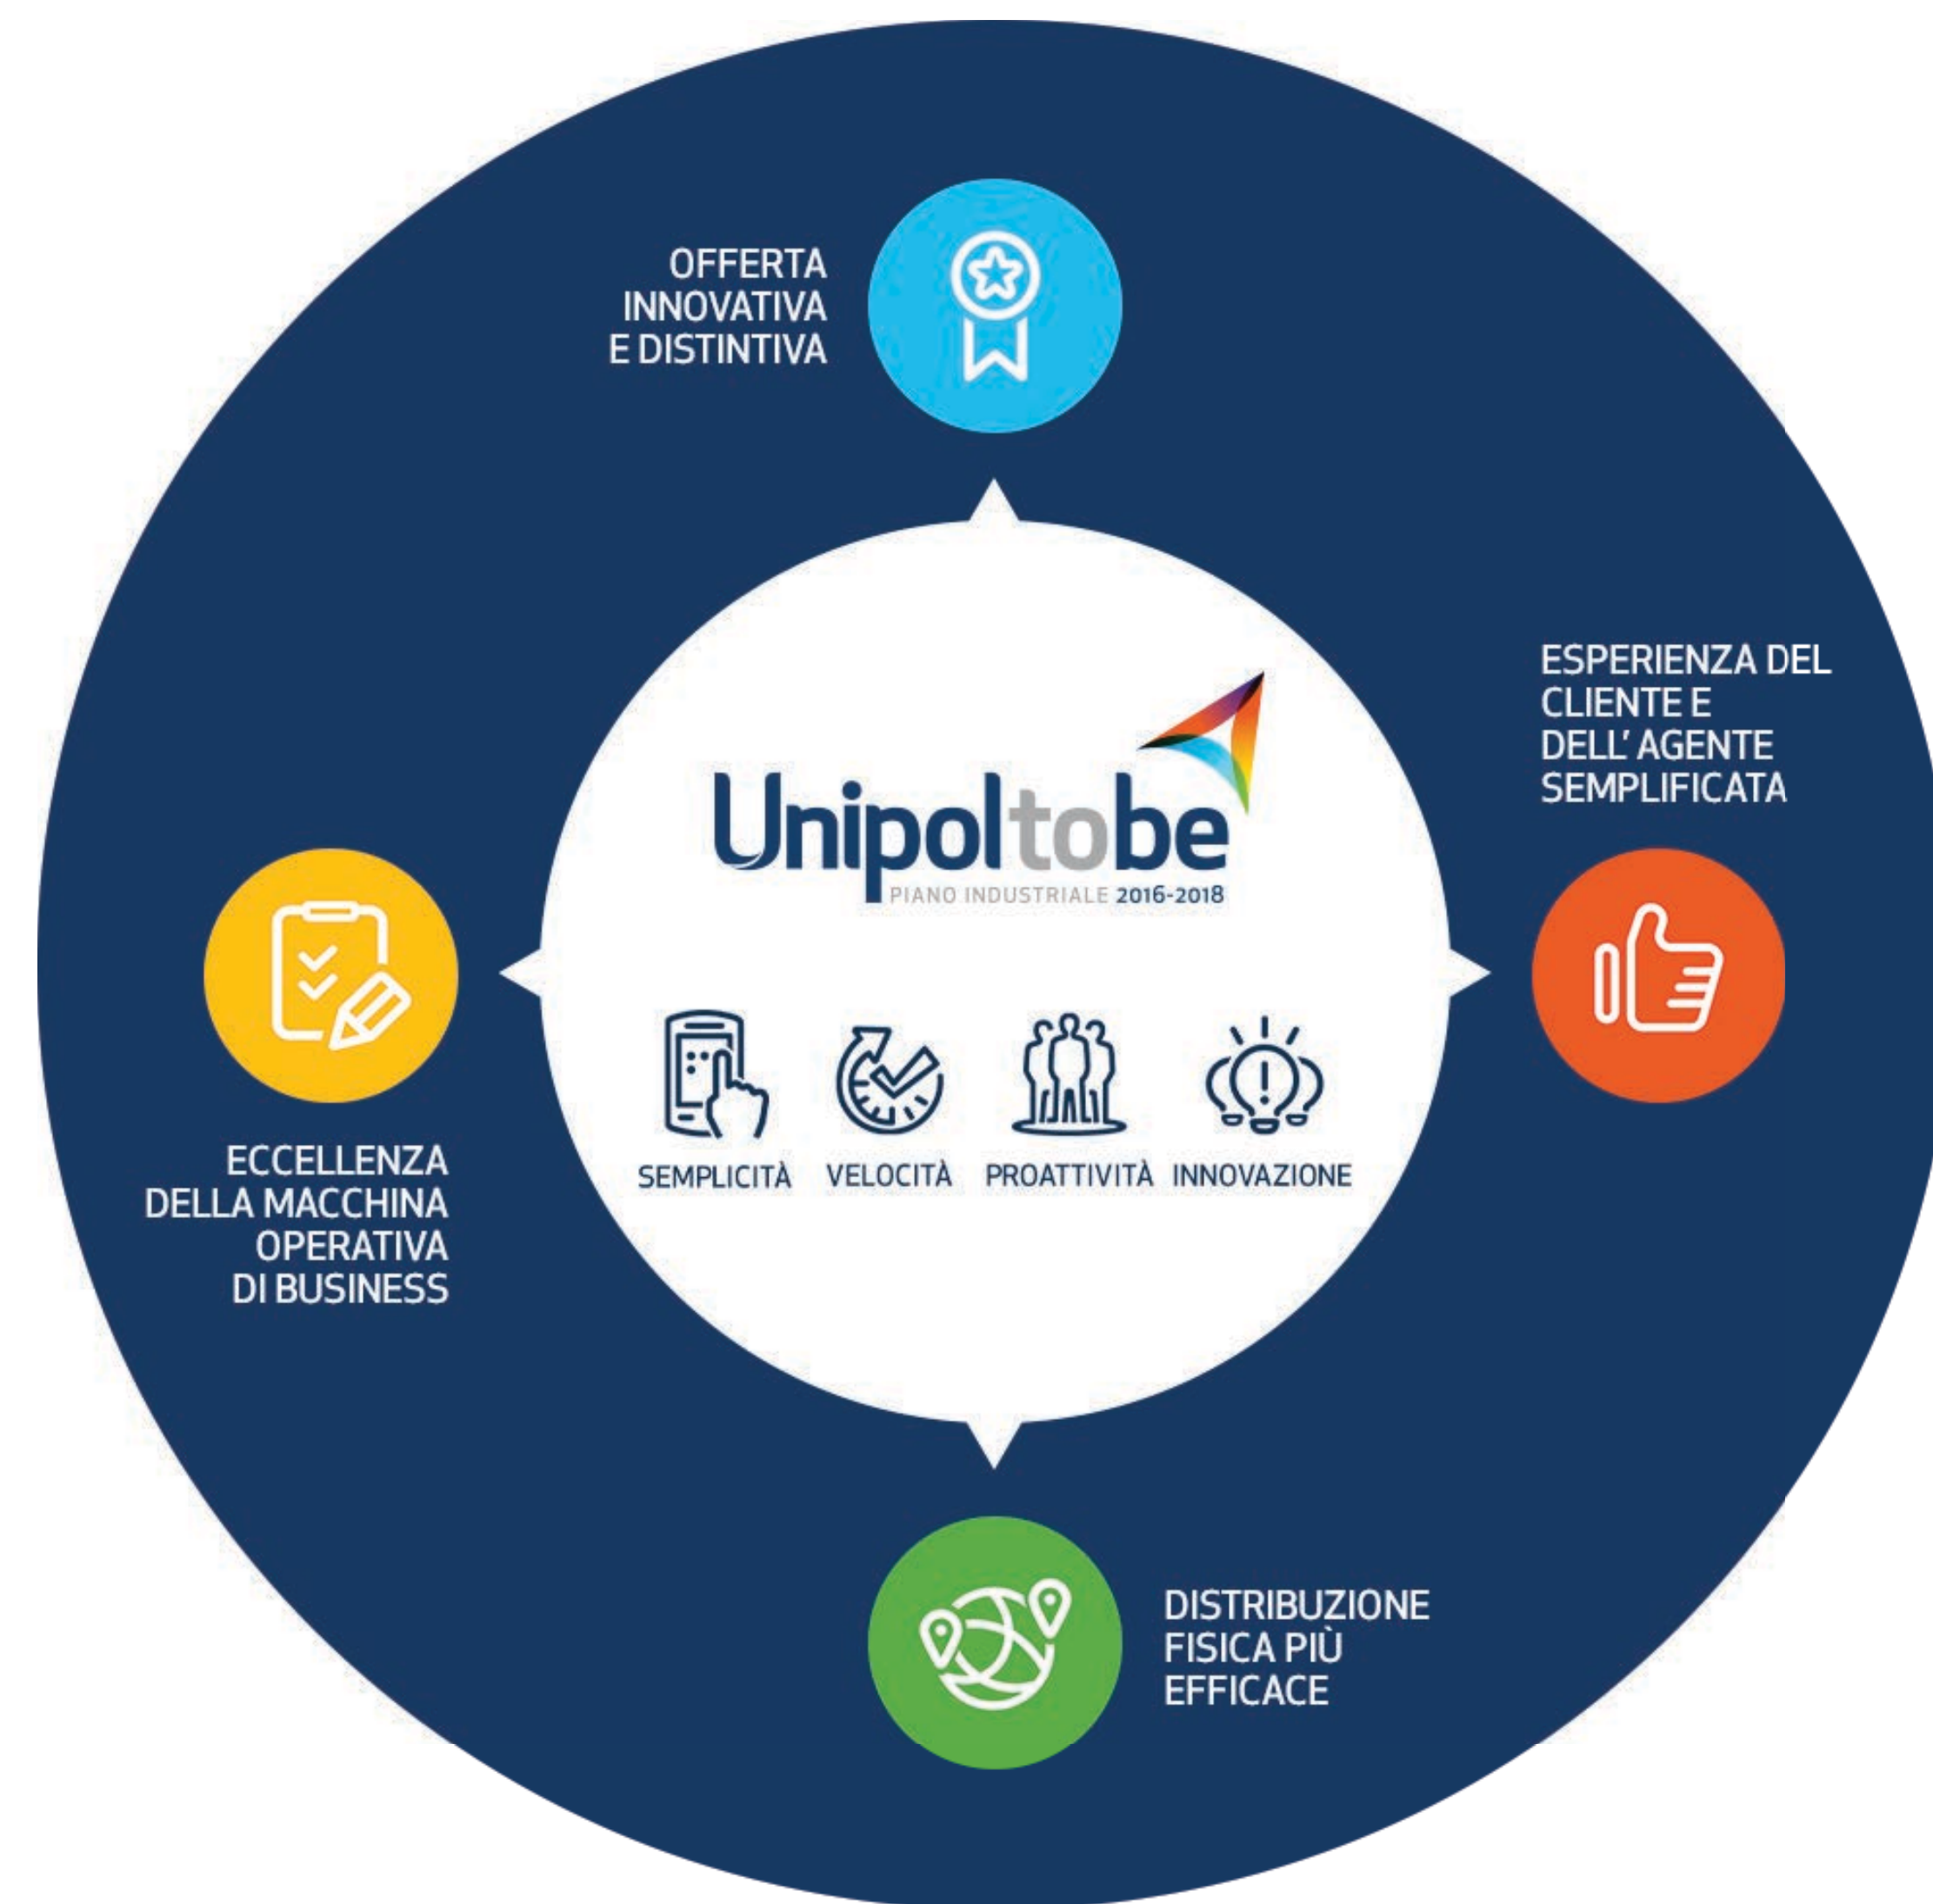 OFFERTA
INNOVATIVA
E DISTINTIVA
ESPERIENZA DEL
CLIENTE E
DELL' AGENTE
SEMPLIFICATA
Unipoltobe
PIANO INDUSTRIALE 2016-2018
SEMPLICITÀ VELOCITÀ PROATTIVITÀ INNOVAZIONE
ECCELLENZA
DELLA MACCHINA
OPERATIVA
DI BUSINESS
DISTRIBUZIONE
FISICA PIÙ
EFFICACE